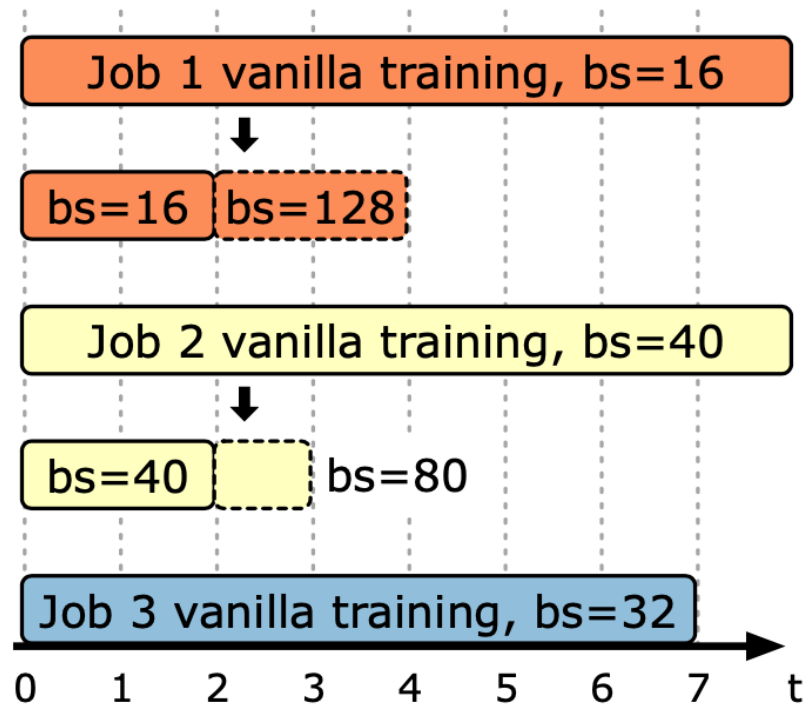 Job 1 vanilla training, bs=16
bs=16 bs=128
Job 2 vanilla training, bs=40
bs=40 bs=80
Job 3 vanilla training, bs=32
0 1 2 3 4 5 6 7 t